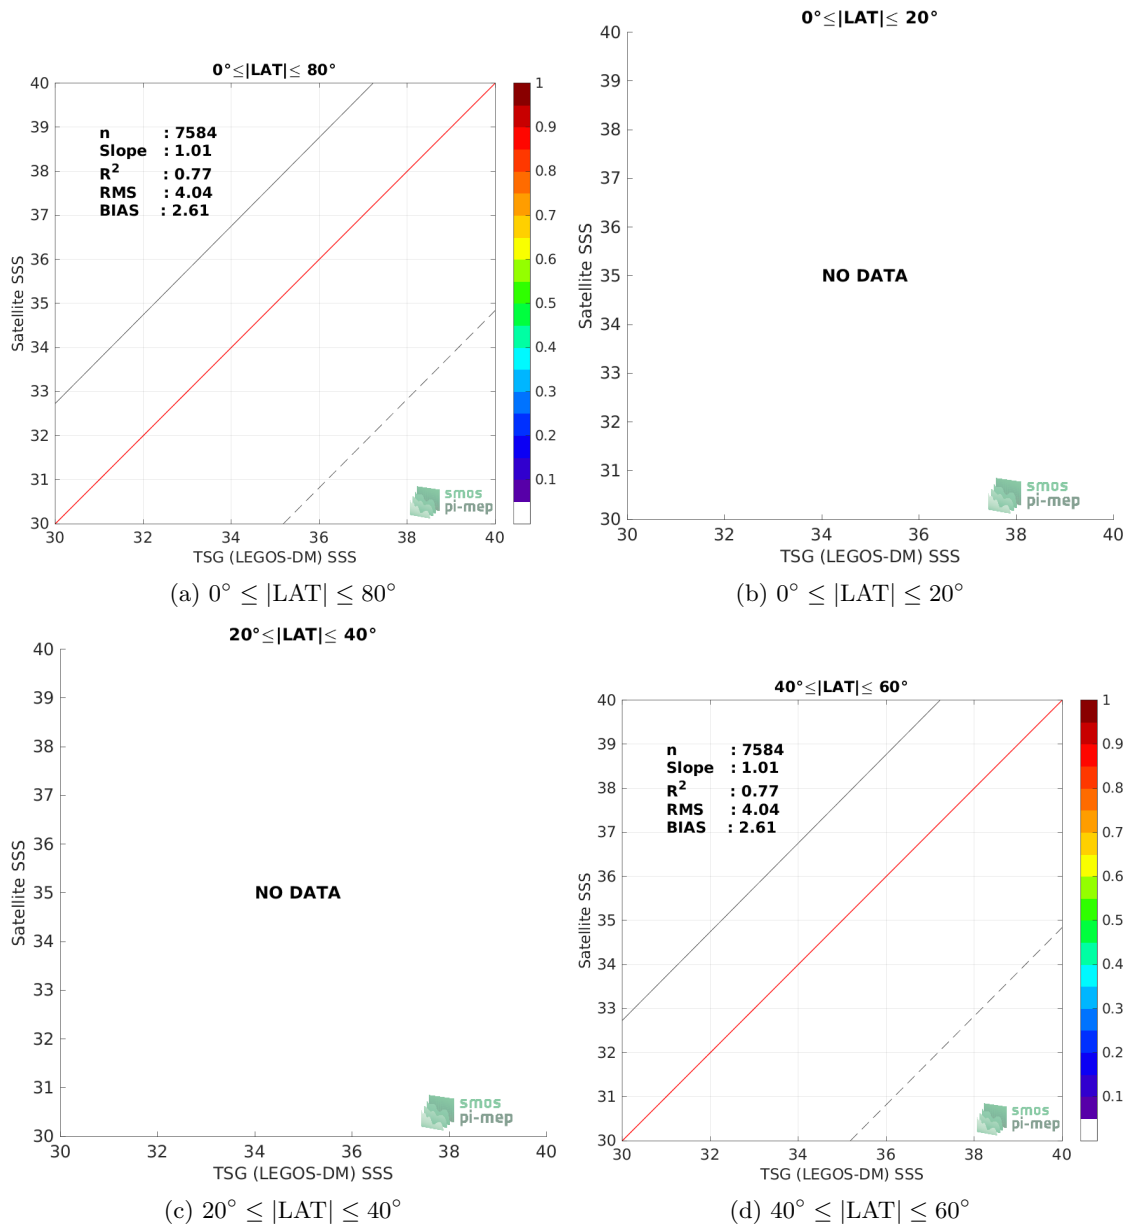 0°≤|LAT|≤ 80°
40
39
38
37
36
35
34
33
32
31
30
Satellite SSS
n : 7584
Slope : 1.01
R² : 0.77
RMS : 4.04
BIAS : 2.61
smos
pi-mep
30 32 34 36 38 40
TSG (LEGOS-DM) SSS
1
0.9
0.8
0.7
0.6
0.5
0.4
0.3
0.2
0.1
(a) 0° ≤ |LAT| ≤ 80°
0°≤|LAT|≤ 20°
40
39
38
37
36
35
34
33
32
31
30
Satellite SSS
NO DATA
smos
pi-mep
30 32 34 36 38 40
TSG (LEGOS-DM) SSS
(b) 0° ≤ |LAT| ≤ 20°
20°≤|LAT|≤ 40°
40
39
38
37
36
35
34
33
32
31
30
Satellite SSS
NO DATA
smos
pi-mep
30 32 34 36 38 40
TSG (LEGOS-DM) SSS
(c) 20° ≤ |LAT| ≤ 40°
40°≤|LAT|≤ 60°
40
39
38
37
36
35
34
33
32
31
30
Satellite SSS
n : 7584
Slope : 1.01
R² : 0.77
RMS : 4.04
BIAS : 2.61
smos
pi-mep
30 32 34 36 38 40
TSG (LEGOS-DM) SSS
1
0.9
0.8
0.7
0.6
0.5
0.4
0.3
0.2
0.1
(d) 40° ≤ |LAT| ≤ 60°